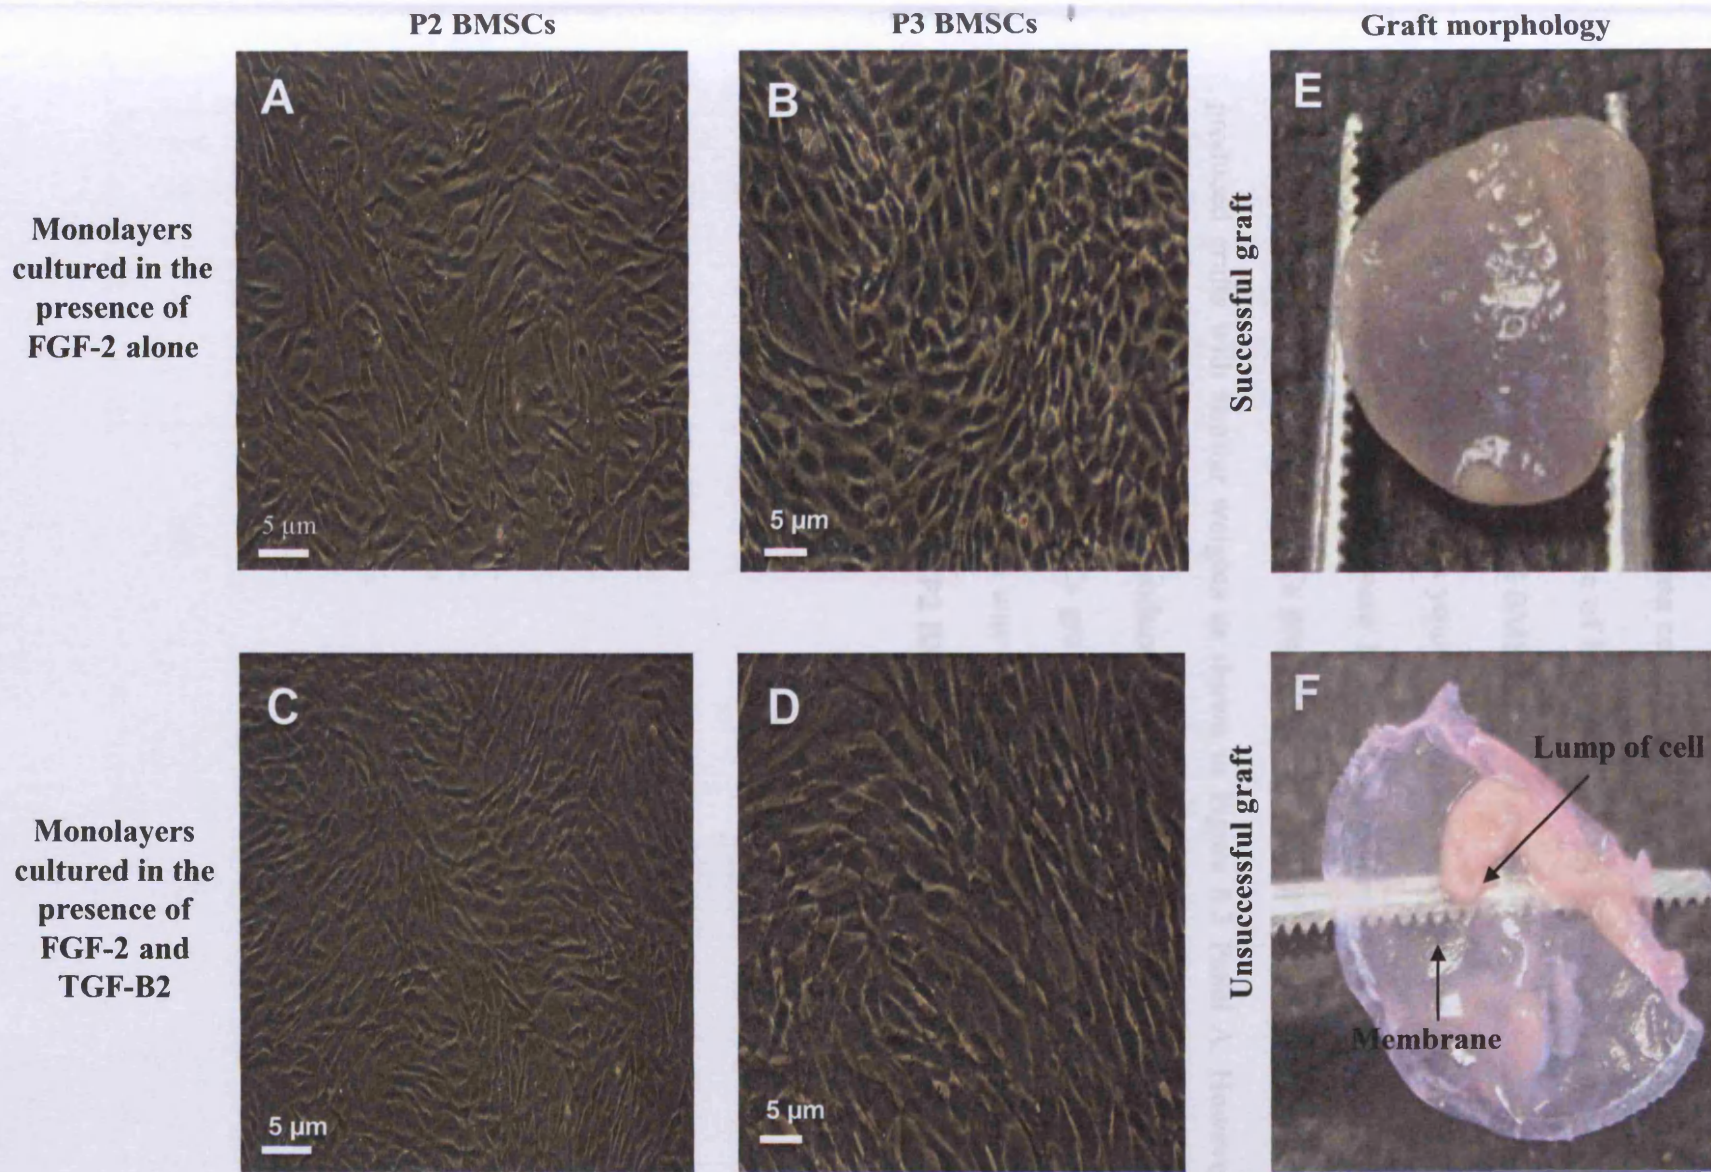 P2 BMSCs
P3 BMSCs
Graft morphology
Monolayers
cultured in the
presence of
FGF-2 alone
A
5 μm
B
5 μm
Successful graft
E
Monolayers
cultured in the
presence of
FGF-2 and
TGF-B2
C
5 μm
D
5 μm
Unsuccessful graft
F
Lump of cell
Membrane